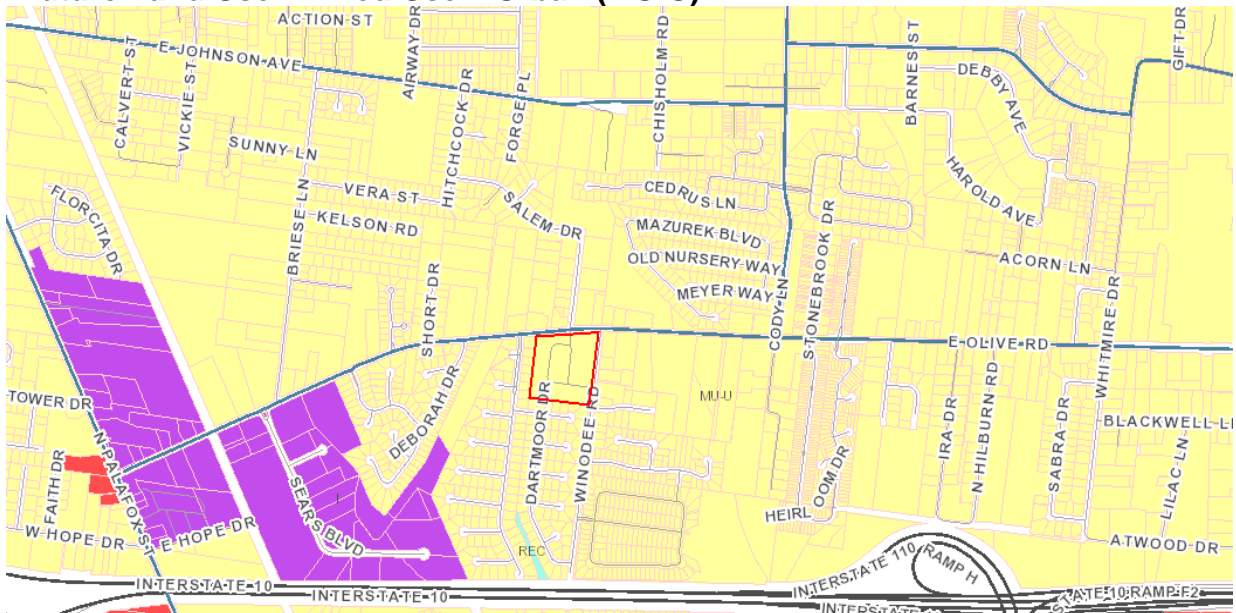 ACTION ST
E JOHNSON AVE
CALVERT ST
VICKIE ST
AIRWAY DR
HITCHCOCK DR
FORGE PL
CHISHOLM RD
BARNES ST
DEBBY AVE
GIFT DR
SUNNY LN
VERA ST
KELSON RD
BRIESE LN
SALEM DR
CEDRUS LN
MAZUREK BLVD
OLD NURSERY WAY
MEYER WAY
CODY LN
STONEBROOK DR
HAROLD AVE
ACORN LN
WHITMIRE DR
FLORCITA DR
SHORT DR
E OLIVE RD
TOWER DR
N PALAFOX ST
FAITH DR
W HOPE DR
E HOPE DR
SEARS BLVD
I
DEBORAH DR
DARTMOOR DR
WINODEE RD
MU-U
REC
HEIRLOOM DR
IRA DR
N HILBURN RD
SABRA DR
BLACKWELL L
LILAC LN
ATWOOD DR
INTERSTATE 10
INTERSTATE 10
INTERSTATE 110
RAMP H
STATE 10 RAMP F2